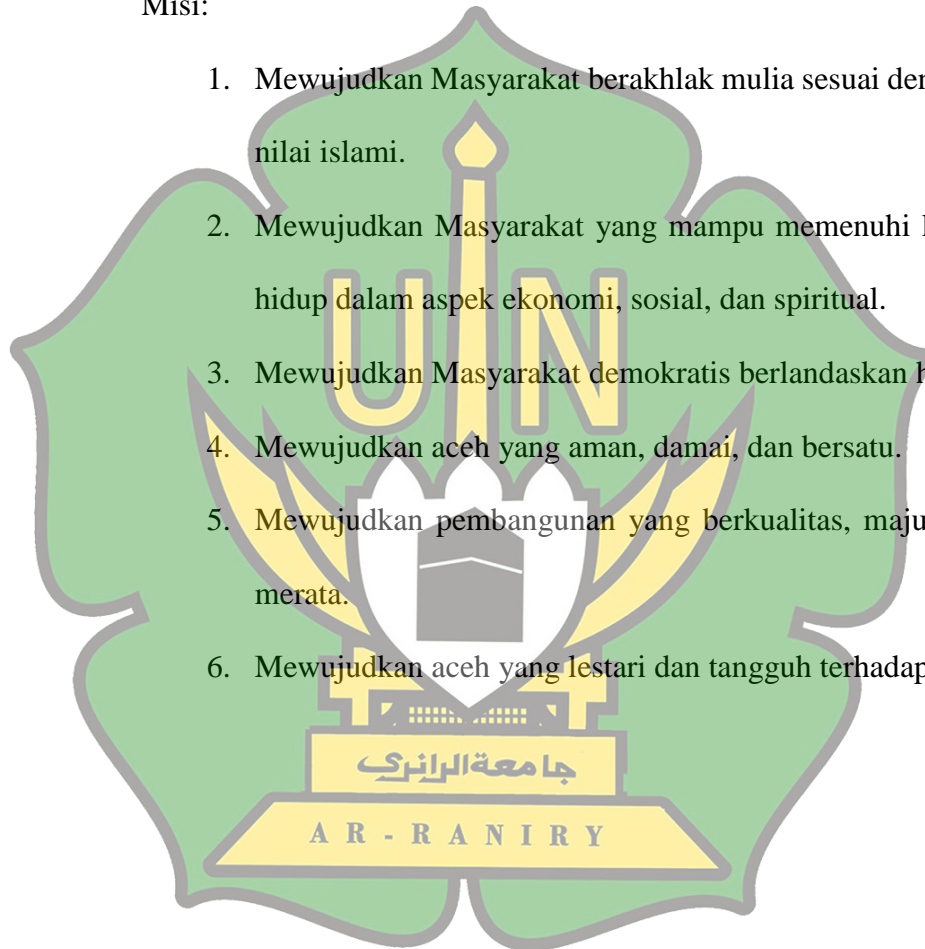 Misi:
1. Mewujudkan Masyarakat berakhlak mulia sesuai
nilai islami.
2. Mewujudkan Masyarakat yang mampu memenuhi
hidup dalam aspek ekonomi, sosial, dan spiritual.
3. Mewujudkan Masyarakat demokratis berlandaskan
4. Mewujudkan aceh yang aman, damai, dan bersatu.
5. Mewujudkan pembangunan yang berkualitas, maju
merata.
6. Mewujudkan aceh yang lestari dan tangguh terhadap
UIN
جامعةالرانري
AR-RANIRY